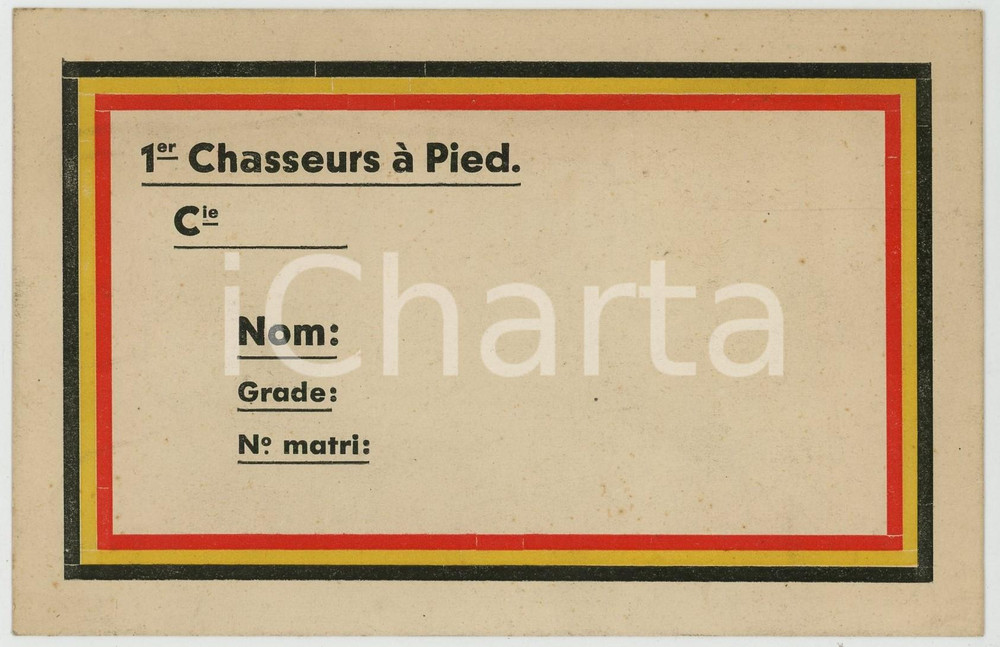 1er Chasseurs à Pied.
Cie
iCharta
Nom:
Grade:
Nº matri: